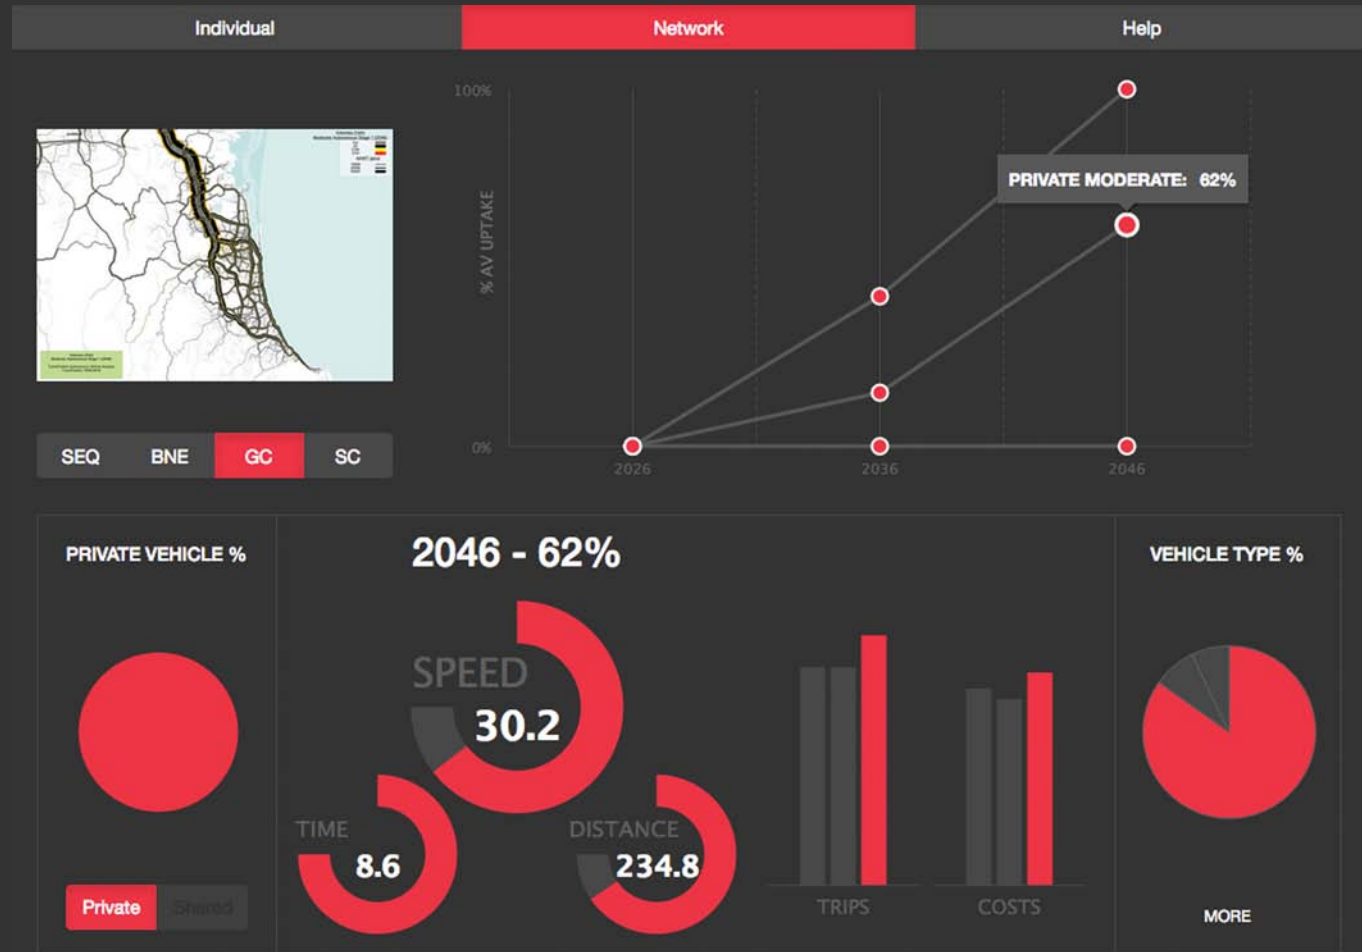 Individual
Network
Help
100%
PRIVATE MODERATE: 62%
% AV UPTAKE
0%
2026
2036
2046
SEQ
BNE
GC
SC
PRIVATE VEHICLE %
2046 - 62%
VEHICLE TYPE %
SPEED
30.2
TIME
8.6
DISTANCE
234.8
TRIPS
COSTS
Private
Shared
MORE